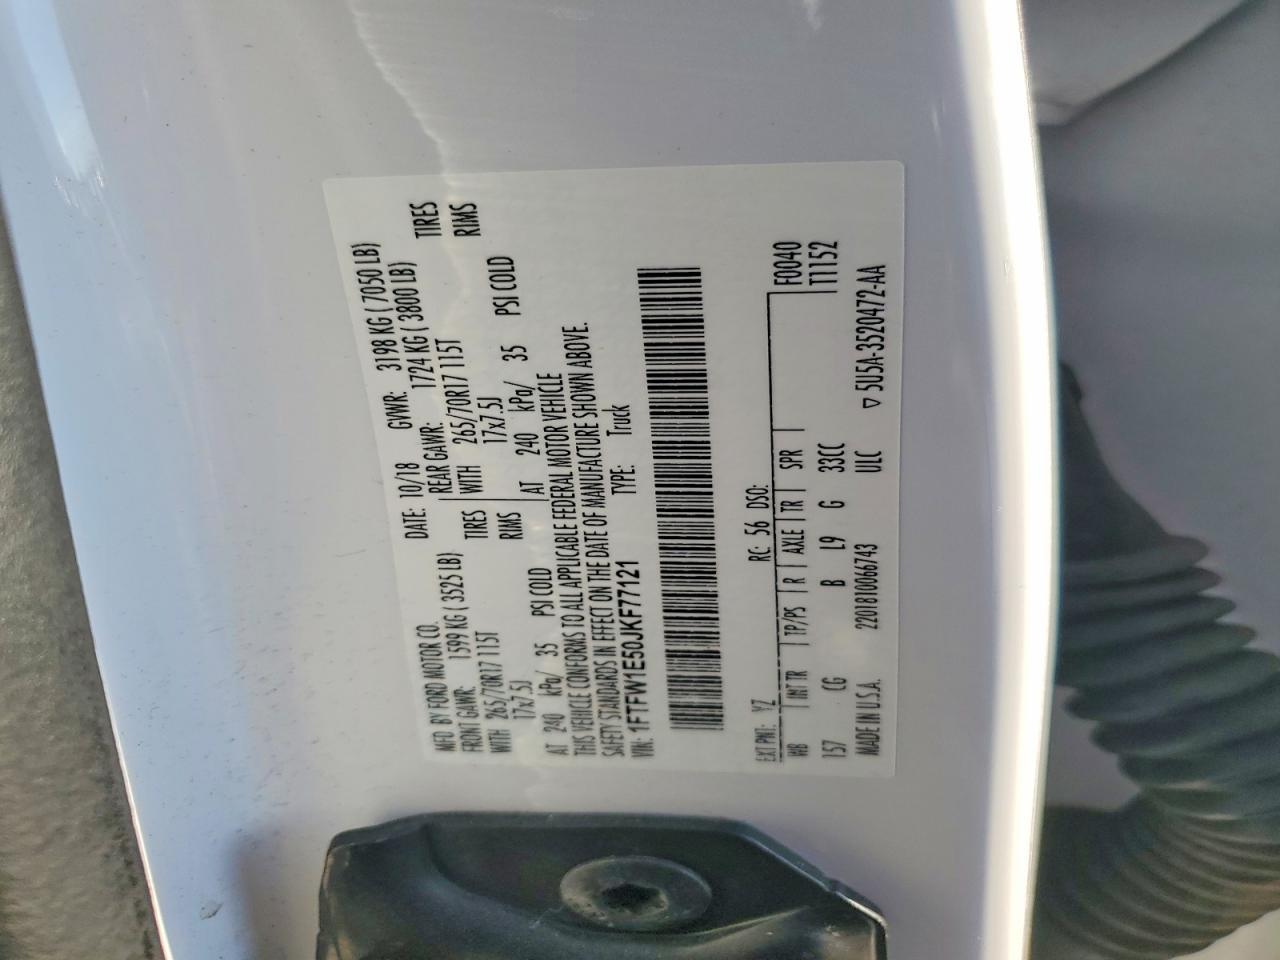 MFD BY FORD MOTOR CO. DATE: 10/18 GVWR: 3198 KG ( 7050 LB)
FRONT GAWR: 1599 KG ( 3525 LB) REAR GAWR: 1724 KG ( 3800 LB)
WITH 265/70R17 115T TIRES WITH 265/70R17 115T TIRES
17x7.5J RIMS 17x7.5J RIMS
AT 240 kPa/ 35 PSI COLD AT 240 kPa/ 35 PSI COLD
THIS VEHICLE CONFORMS TO ALL APPLICABLE FEDERAL MOTOR VEHICLE
SAFETY STANDARDS IN EFFECT ON THE DATE OF MANUFACTURE SHOWN ABOVE.
VIN: 1FTFW1E50JKF77121 TYPE: Truck
EXT PNT: YZ RC: 56 DSO: F0040
WB INT TR TP/PS R AXLE TR SPR T1152
157 CG B L9 G 33CC
MADE IN U.S.A. 2201810066743 ULC ▽ 5U5A-3520472-AA